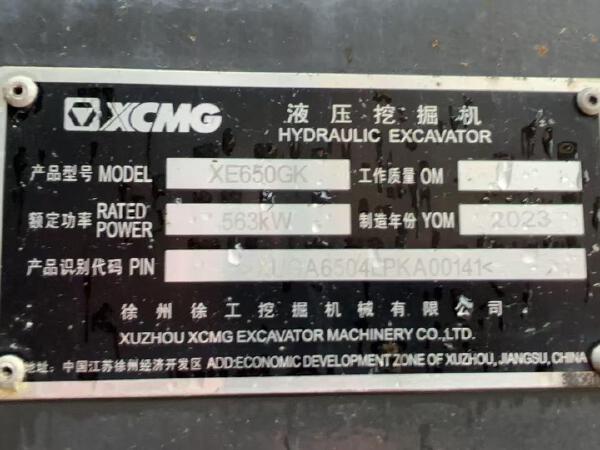 XCMG 液压挖掘机
HYDRAULIC EXCAVATOR
产品型号 MODEL XE650GK 工作质量 OM
额定功率 RATED POWER 563kW 制造年份 YOM 2023
产品识别代码 PIN
徐州徐工挖掘机械有限公司
XUZHOU XCMG EXCAVATOR MACHINERY CO.,LTD.
地址: 中国江苏徐州经济开发区 ADD:ECONOMIC DEVELOPMENT ZONE OF XUZHOU, JIANGSU, CHINA